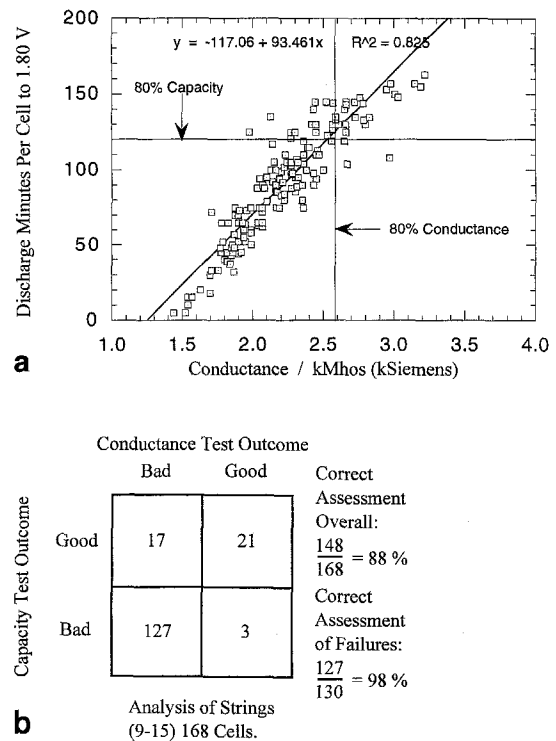 y = -117.06 + 93.461x R^2 = 0.825
80% Capacity
80% Conductance
Discharge Minutes Per Cell to 1.80 V
200
150
100
50
0
1.0 1.5 2.0 2.5 3.0 3.5 4.0
a
Conductance / kMhos (kSiemens)
Conductance Test Outcome
Bad Good
Capacity Test Outcome
Good 17 21
Bad 127 3
Correct
Assessment
Overall:
148
168
= 88 %
Correct
Assessment
of Failures:
127
130
= 98 %
Analysis of Strings
(9-15) 168 Cells.
b